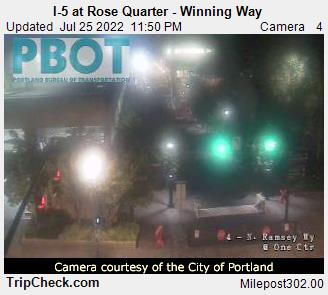 I-5 at Rose Quarter - Winning Way
Updated Jul 25 2022 11:50 PM Camera 4
PBOT
PORTLAND BUREAU OF TRANSPORTATION
4 - N. Ramsey Wy
@ One Ctr
Camera courtesy of the City of Portland
TripCheck.com Milepost302.00